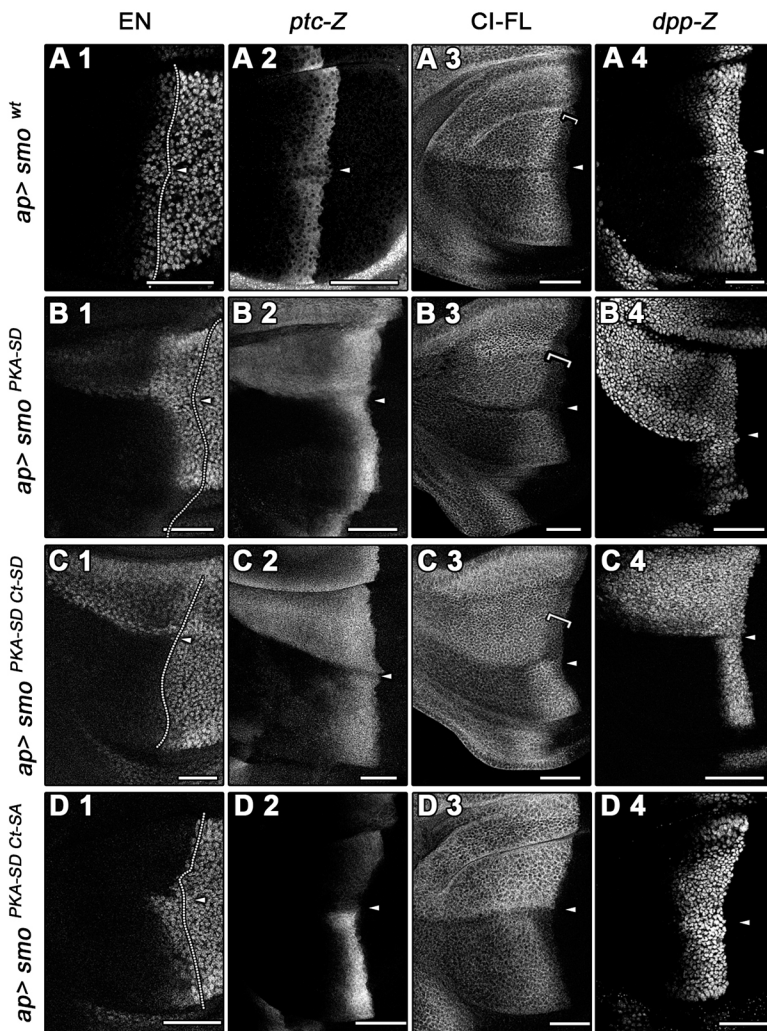 EN ptc-Z CI-FL dpp-Z
ap> smo wt
A 1 A 2 A 3 A 4
ap> smo PKA-SD
B 1 B 2 B 3 B 4
ap> smo PKA-SD Ct-SD
C 1 C 2 C 3 C 4
ap> smo PKA-SD Ct-SA
D 1 D 2 D 3 D 4